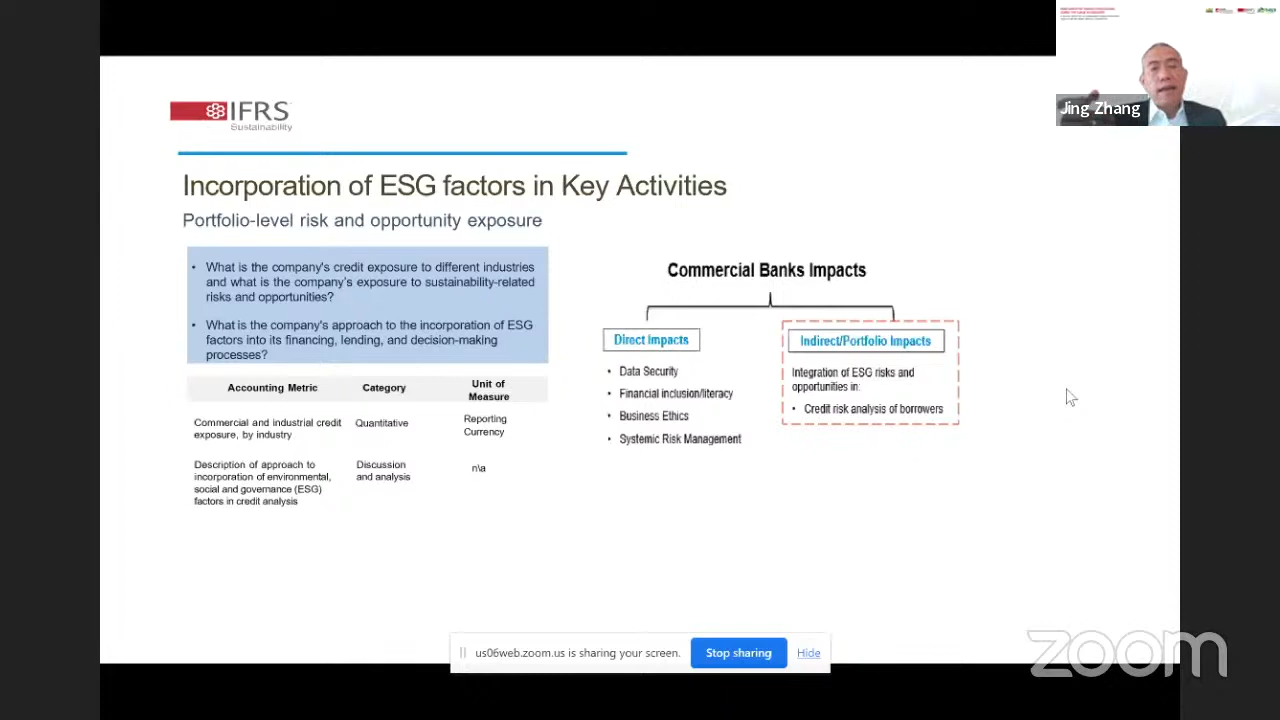 IFRS
Sustainability
Jing Zhang
Incorporation of ESG factors in Key Activities
Portfolio-level risk and opportunity exposure
• What is the company's credit exposure to different industries
and what is the company's exposure to sustainability-related
risks and opportunities?
• What is the company's approach to the incorporation of ESG
factors into its financing, lending, and decision-making
processes?
Accounting Metric Category Unit of
Measure
Commercial and industrial credit
exposure, by industry
Quantitative
Reporting
Currency
Description of approach to
incorporation of environmental,
social and governance (ESG)
factors in credit analysis
Discussion
and analysis
n\a
Commercial Banks Impacts
Direct Impacts
• Data Security
• Financial inclusion/literacy
• Business Ethics
• Systemic Risk Management
Indirect/Portfolio Impacts
Integration of ESG risks and
opportunities in:
• Credit risk analysis of borrowers
us06web.zoom.us is sharing your screen.
Stop sharing
Hide
zoom